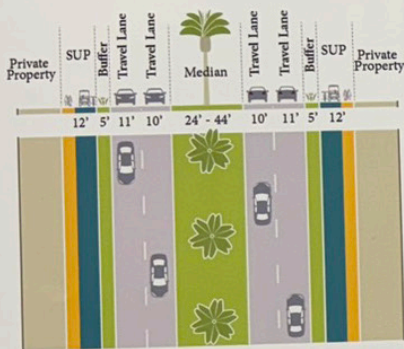 Private Property
SUP
Buffer
Travel Lane
Travel Lane
Median
Travel Lane
Travel Lane
Buffer
SUP
Private Property
12' 5' 11' 10' 24' - 44' 10' 11' 5' 12'